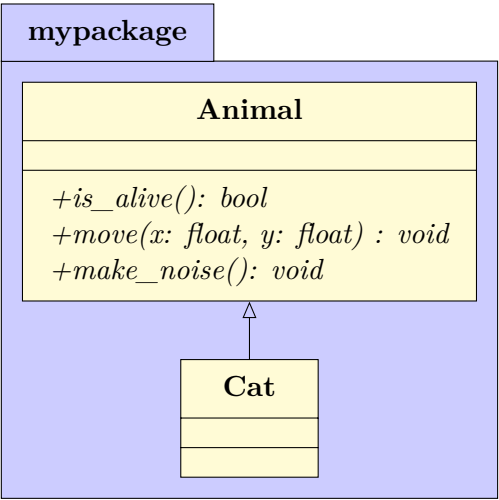 mypackage
Animal
+is_alive(): bool
+move(x: float, y: float) : void
+make_noise(): void
Cat